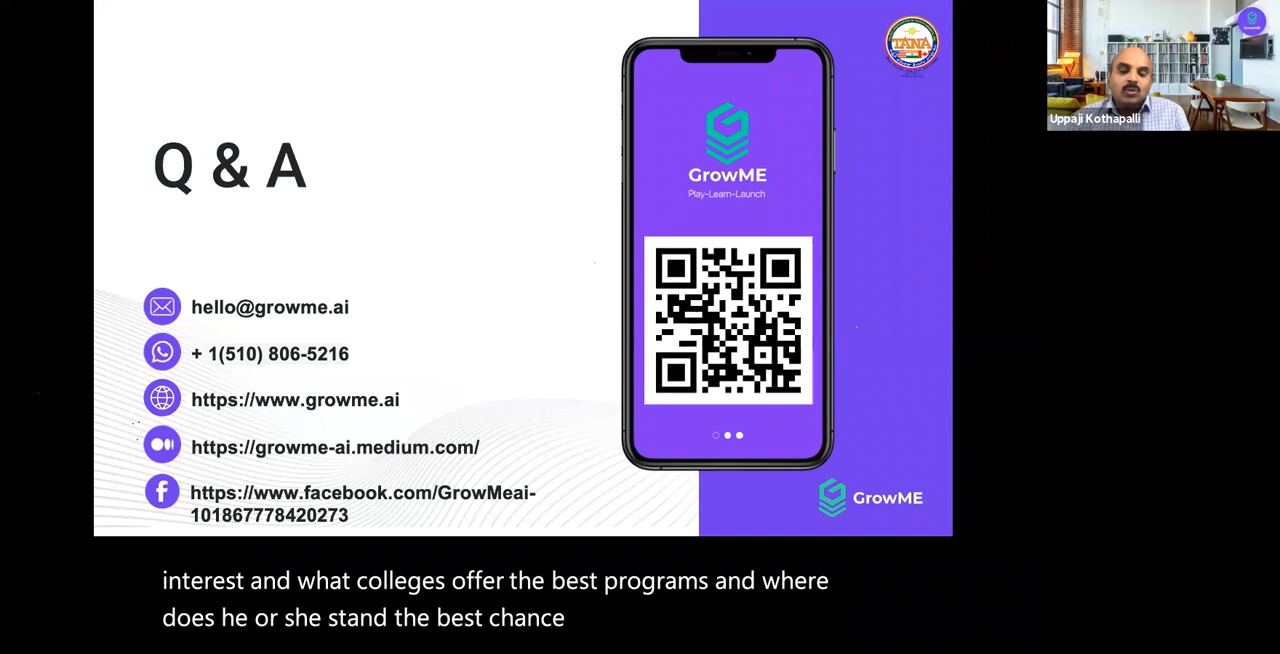 Q & A
hello@growme.ai
+ 1(510) 806-5216
https://www.growme.ai
https://growme-ai.medium.com/
https://www.facebook.com/GrowMeai-
101867778420273
TANA
GrowME
Play-Learn-Launch
GrowME
Uppaji Kothapalli
interest and what colleges offer the best programs and where
does he or she stand the best chance